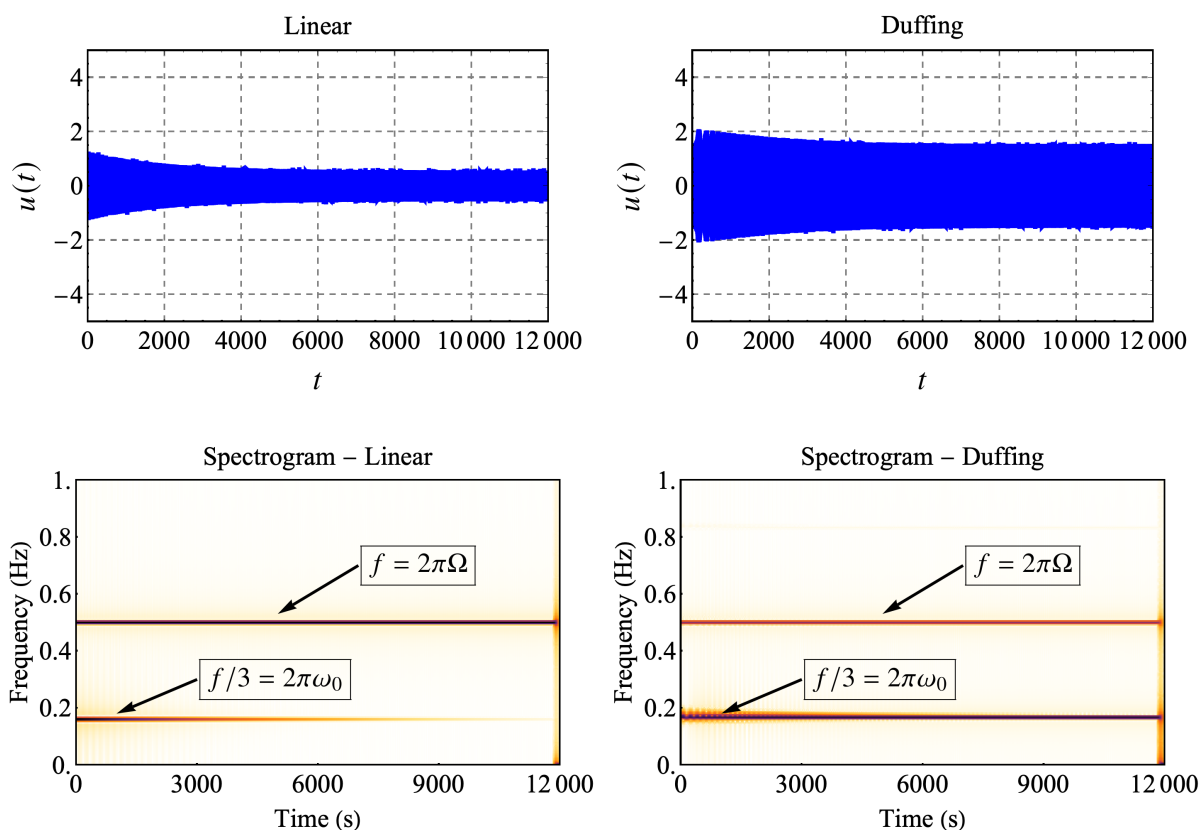 Linear
u(t)
4
2
0
−2
−4
0 2000 4000 6000 8000 10 000 12 000
t
Duffing
u(t)
4
2
0
−2
−4
0 2000 4000 6000 8000 10 000 12 000
t
Spectrogram – Linear
Frequency (Hz)
1.
0.8
0.6
0.4
0.2
0.
f = 2πΩ
f/3 = 2πω₀
0 3000 6000 9000 12 000
Time (s)
Spectrogram – Duffing
Frequency (Hz)
1.
0.8
0.6
0.4
0.2
0.
f = 2πΩ
f/3 = 2πω₀
0 3000 6000 9000 12 000
Time (s)